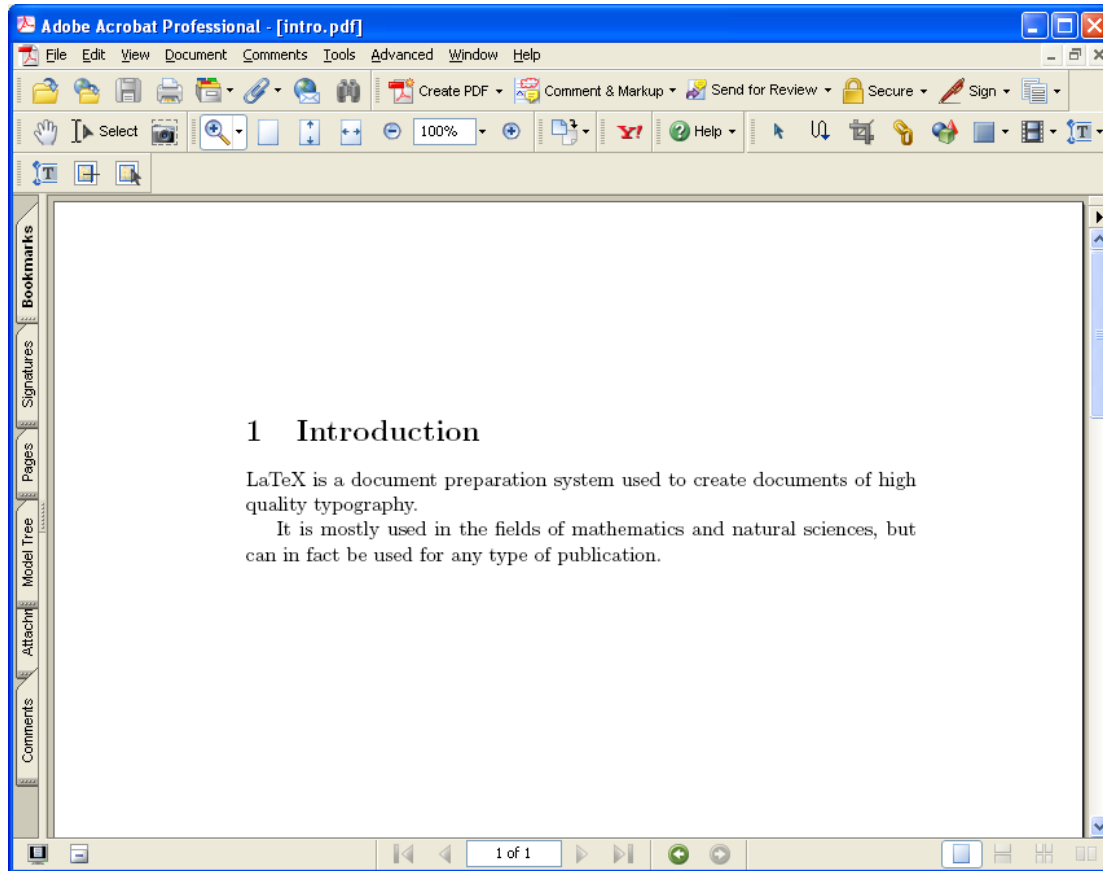 Adobe Acrobat Professional - [intro.pdf]
File Edit View Document Comments Tools Advanced Window Help
Create PDF Comment & Markup Send for Review Secure Sign
Select 100% Y! Help
Bookmarks
Signatures
Pages
Model Tree
Attachm
Comments
1 Introduction
LaTeX is a document preparation system used to create documents of high
quality typography.
It is mostly used in the fields of mathematics and natural sciences, but
can in fact be used for any type of publication.
1 of 1